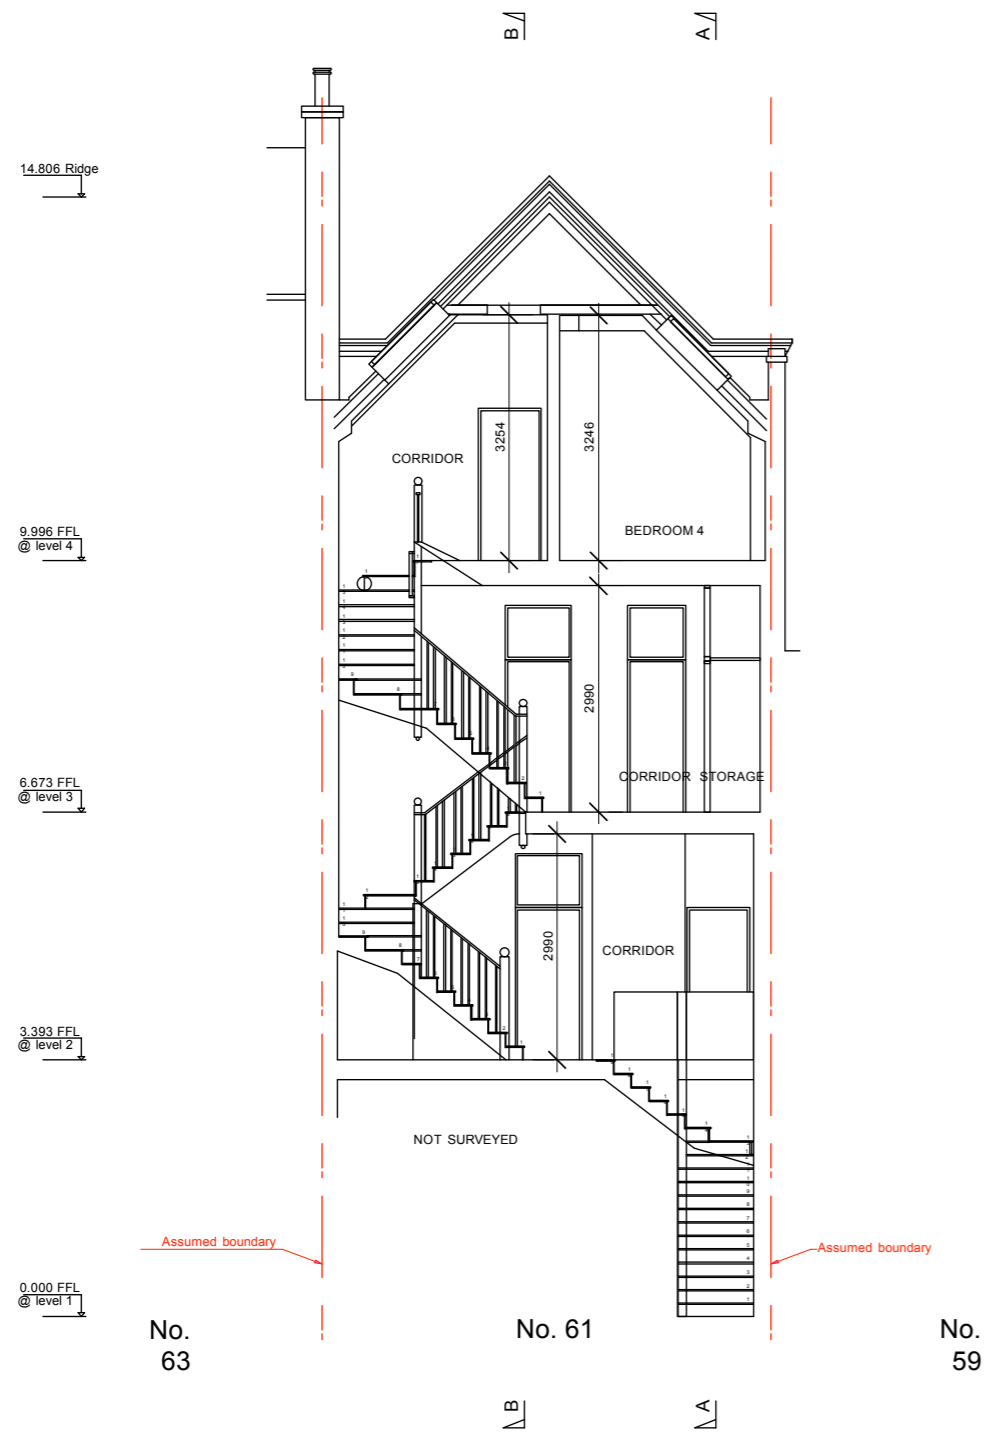 B
A
14.806 Ridge
3254
3246
CORRIDOR
BEDROOM 4
9.996 FFL
@ level 4
2990
CORRIDOR STORAGE
6.673 FFL
@ level 3
2990
CORRIDOR
3.393 FFL
@ level 2
NOT SURVEYED
Assumed boundary
Assumed boundary
0.000 FFL
@ level 1
No.
63
No. 61
No.
59
B
A